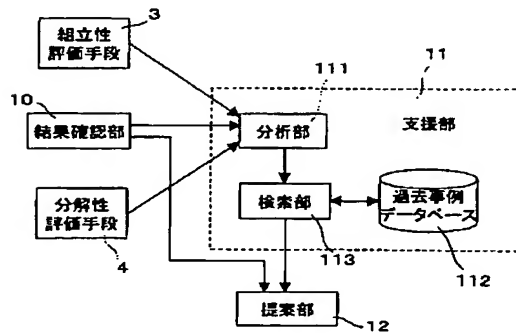 3
組立性
評価手段
11
111
10
結果確認部
分析部
支援部
分解性
評価手段
4
検索部
113
過去事例
データベース
112
提案部
12